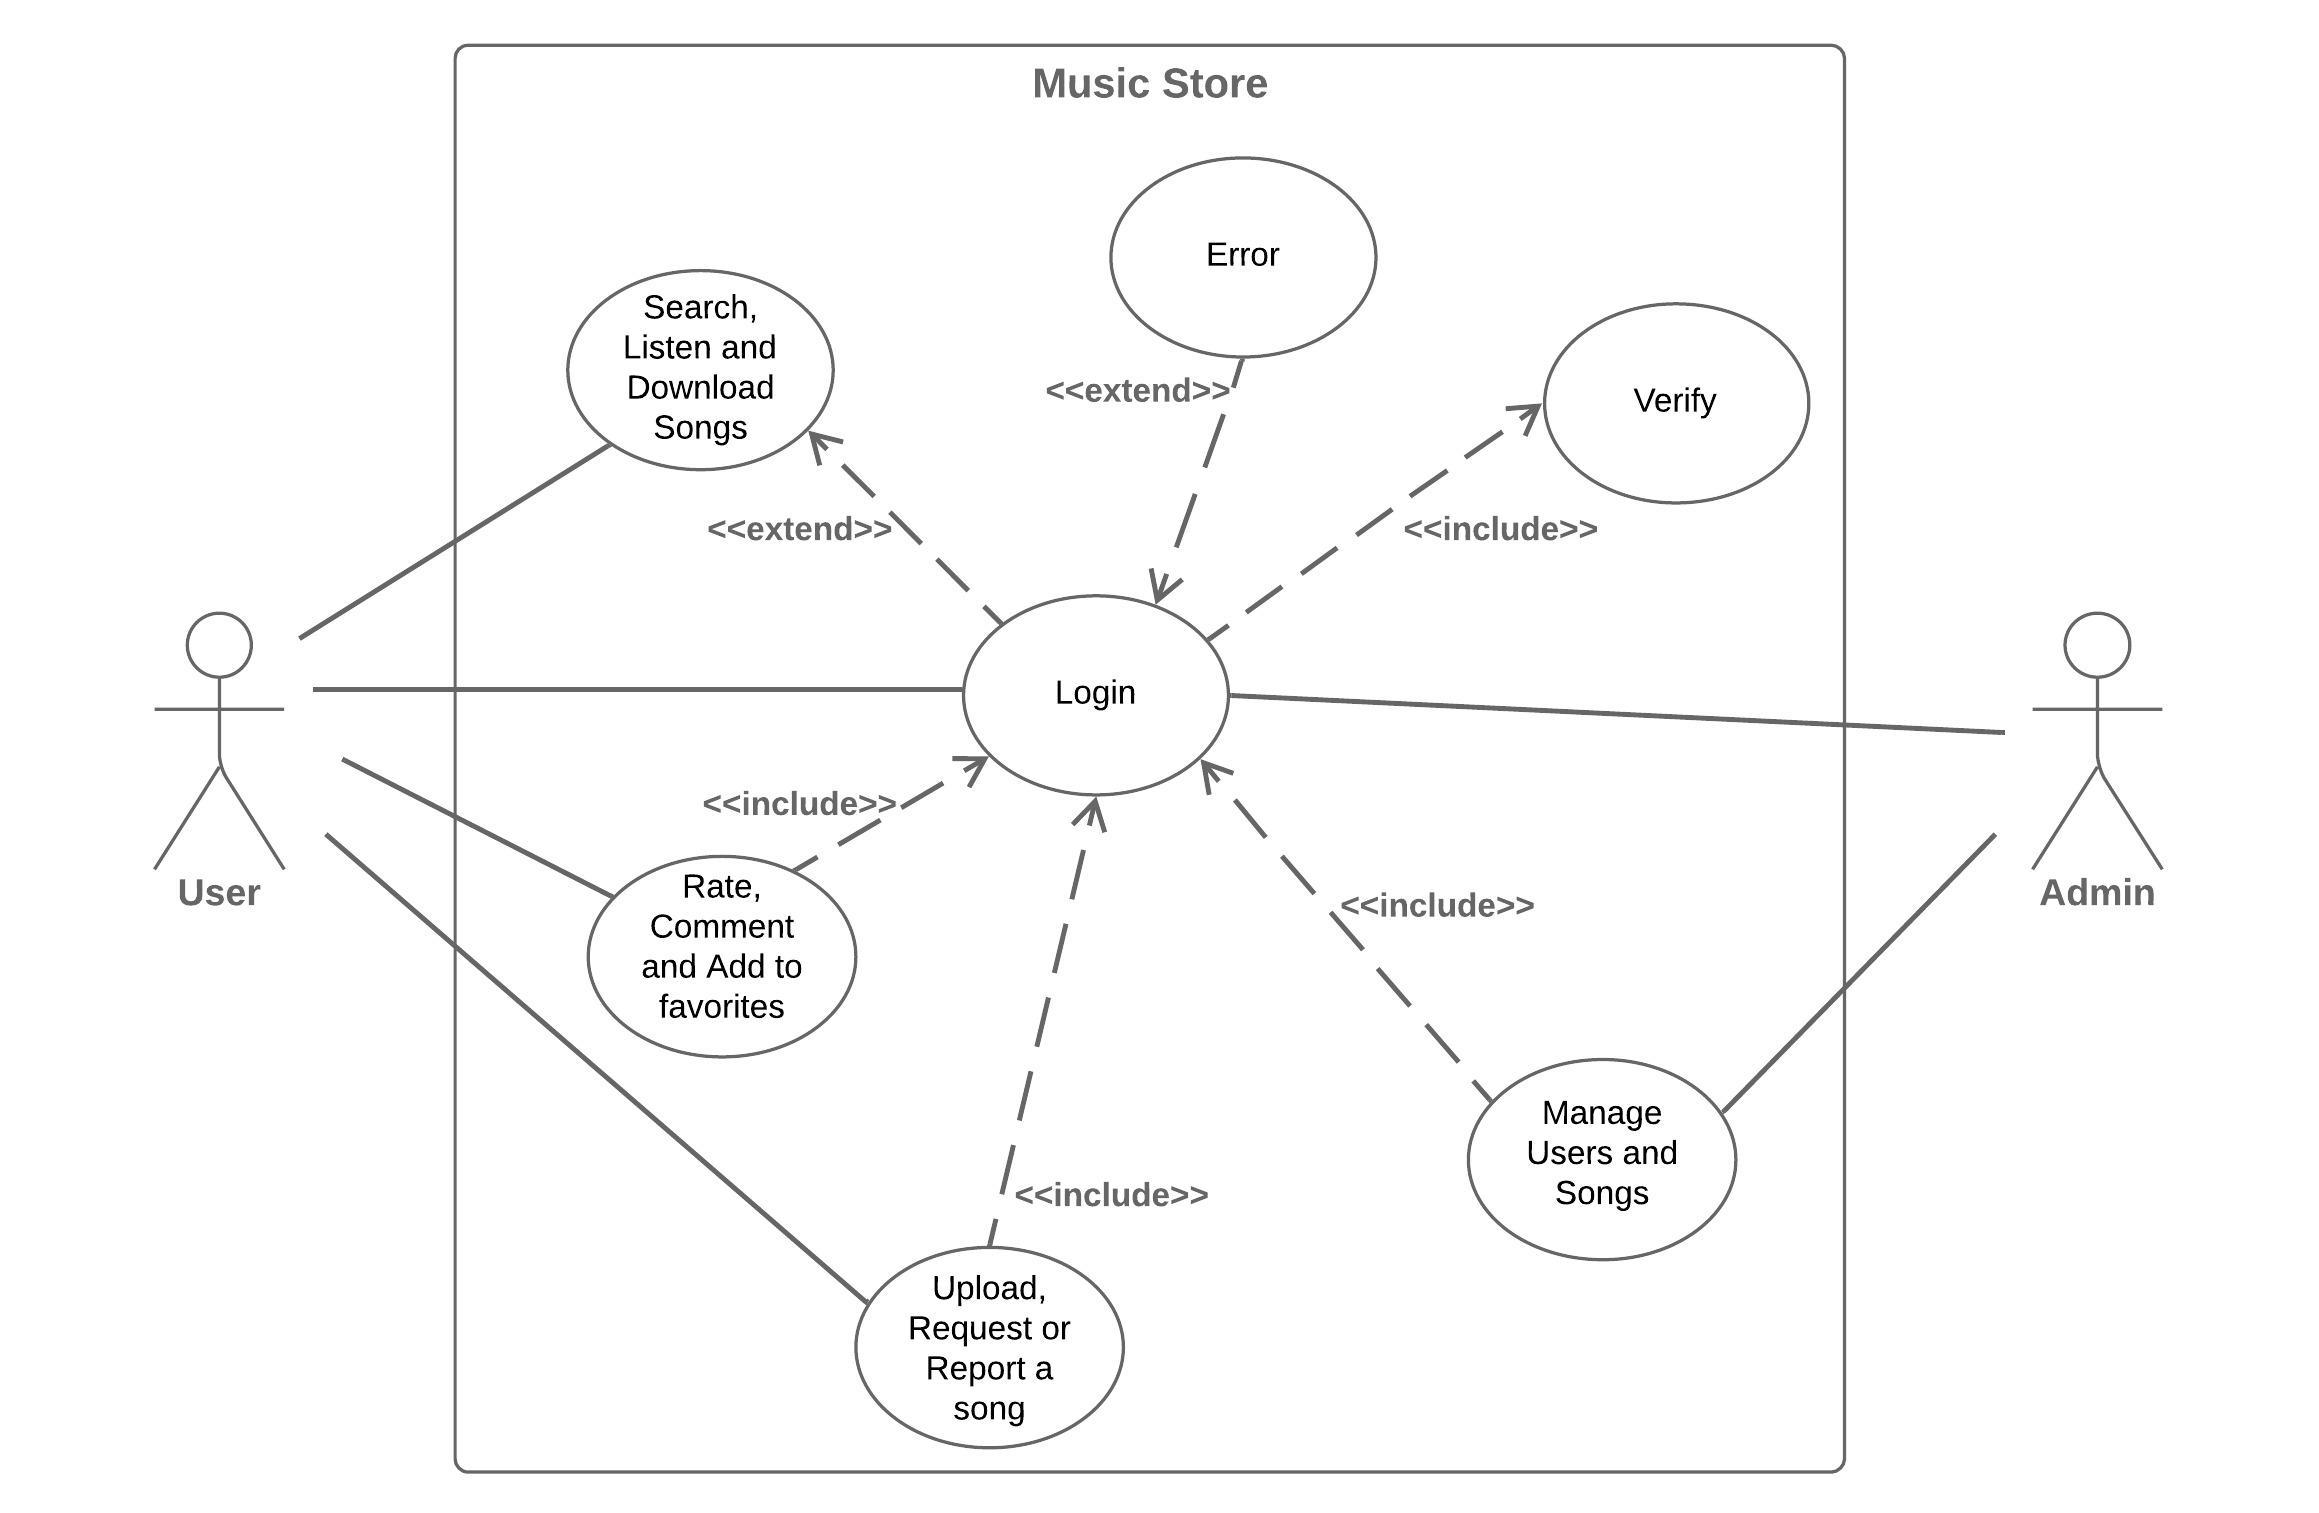 Music Store
Error
Search,
Listen and
Download
Songs
<<extend>>
Verify
<<extend>>
<<include>>
Login
<<include>>
User
Admin
Rate,
Comment
and Add to
favorites
<<include>>
Manage
Users and
Songs
<<include>>
Upload,
Request or
Report a
song